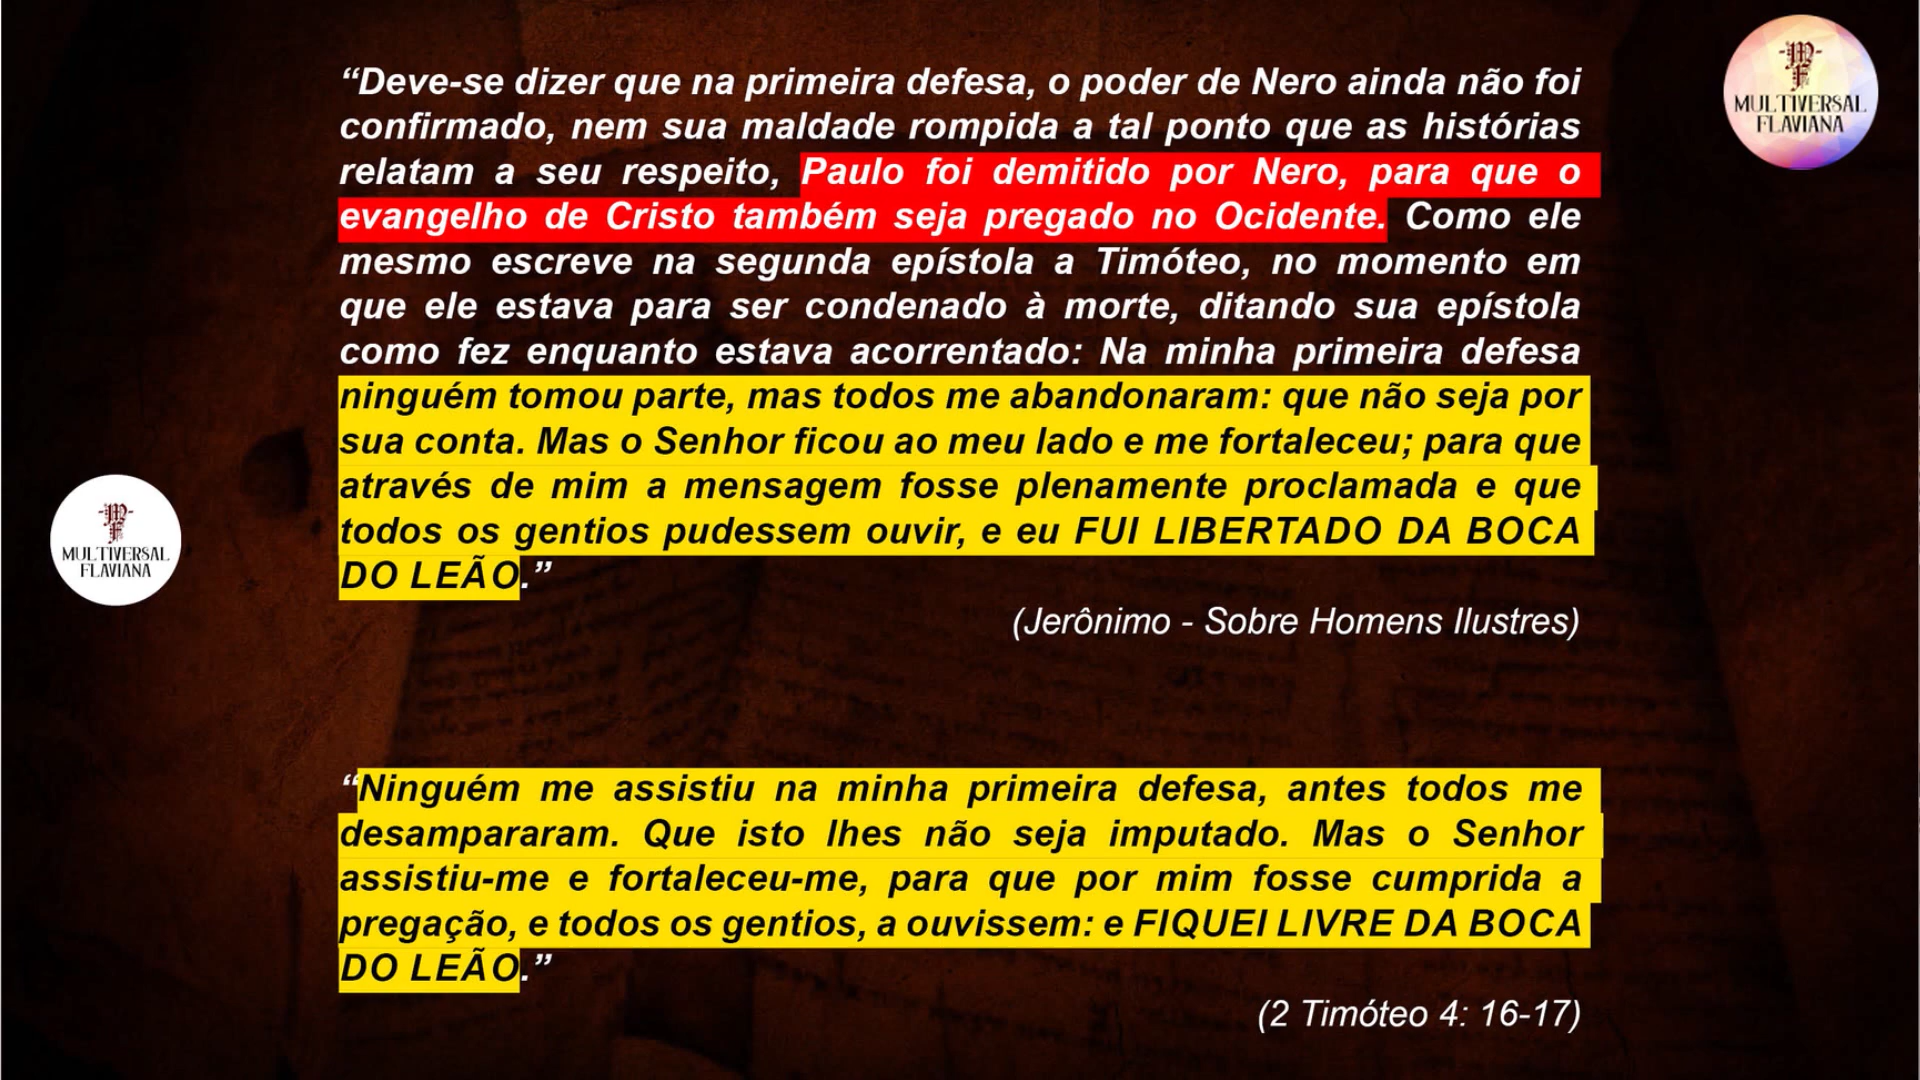 “Deve-se dizer que na primeira defesa, o poder de Nero ainda não foi
confirmado, nem sua maldade rompida a tal ponto que as histórias
relatam a seu respeito, Paulo foi demitido por Nero, para que o
evangelho de Cristo também seja pregado no Ocidente. Como ele
mesmo escreve na segunda epístola a Timóteo, no momento em
que ele estava para ser condenado à morte, ditando sua epístola
como fez enquanto estava acorrentado: Na minha primeira defesa
ninguém tomou parte, mas todos me abandonaram: que não seja por
sua conta. Mas o Senhor ficou ao meu lado e me fortaleceu; para que
através de mim a mensagem fosse plenamente proclamada e que
todos os gentios pudessem ouvir, e eu FUI LIBERTADO DA BOCA
DO LEÃO.”
(Jerônimo - Sobre Homens Ilustres)
“Ninguém me assistiu na minha primeira defesa, antes todos me
desampararam. Que isto lhes não seja imputado. Mas o Senhor
assistiu-me e fortaleceu-me, para que por mim fosse cumprida a
pregação, e todos os gentios, a ouvissem: e FIQUEI LIVRE DA BOCA
DO LEÃO.”
(2 Timóteo 4: 16-17)
-M-
F
MULTIVERSAL
FLAVIANA
-M-
F
MULTIVERSAL
FLAVIANA